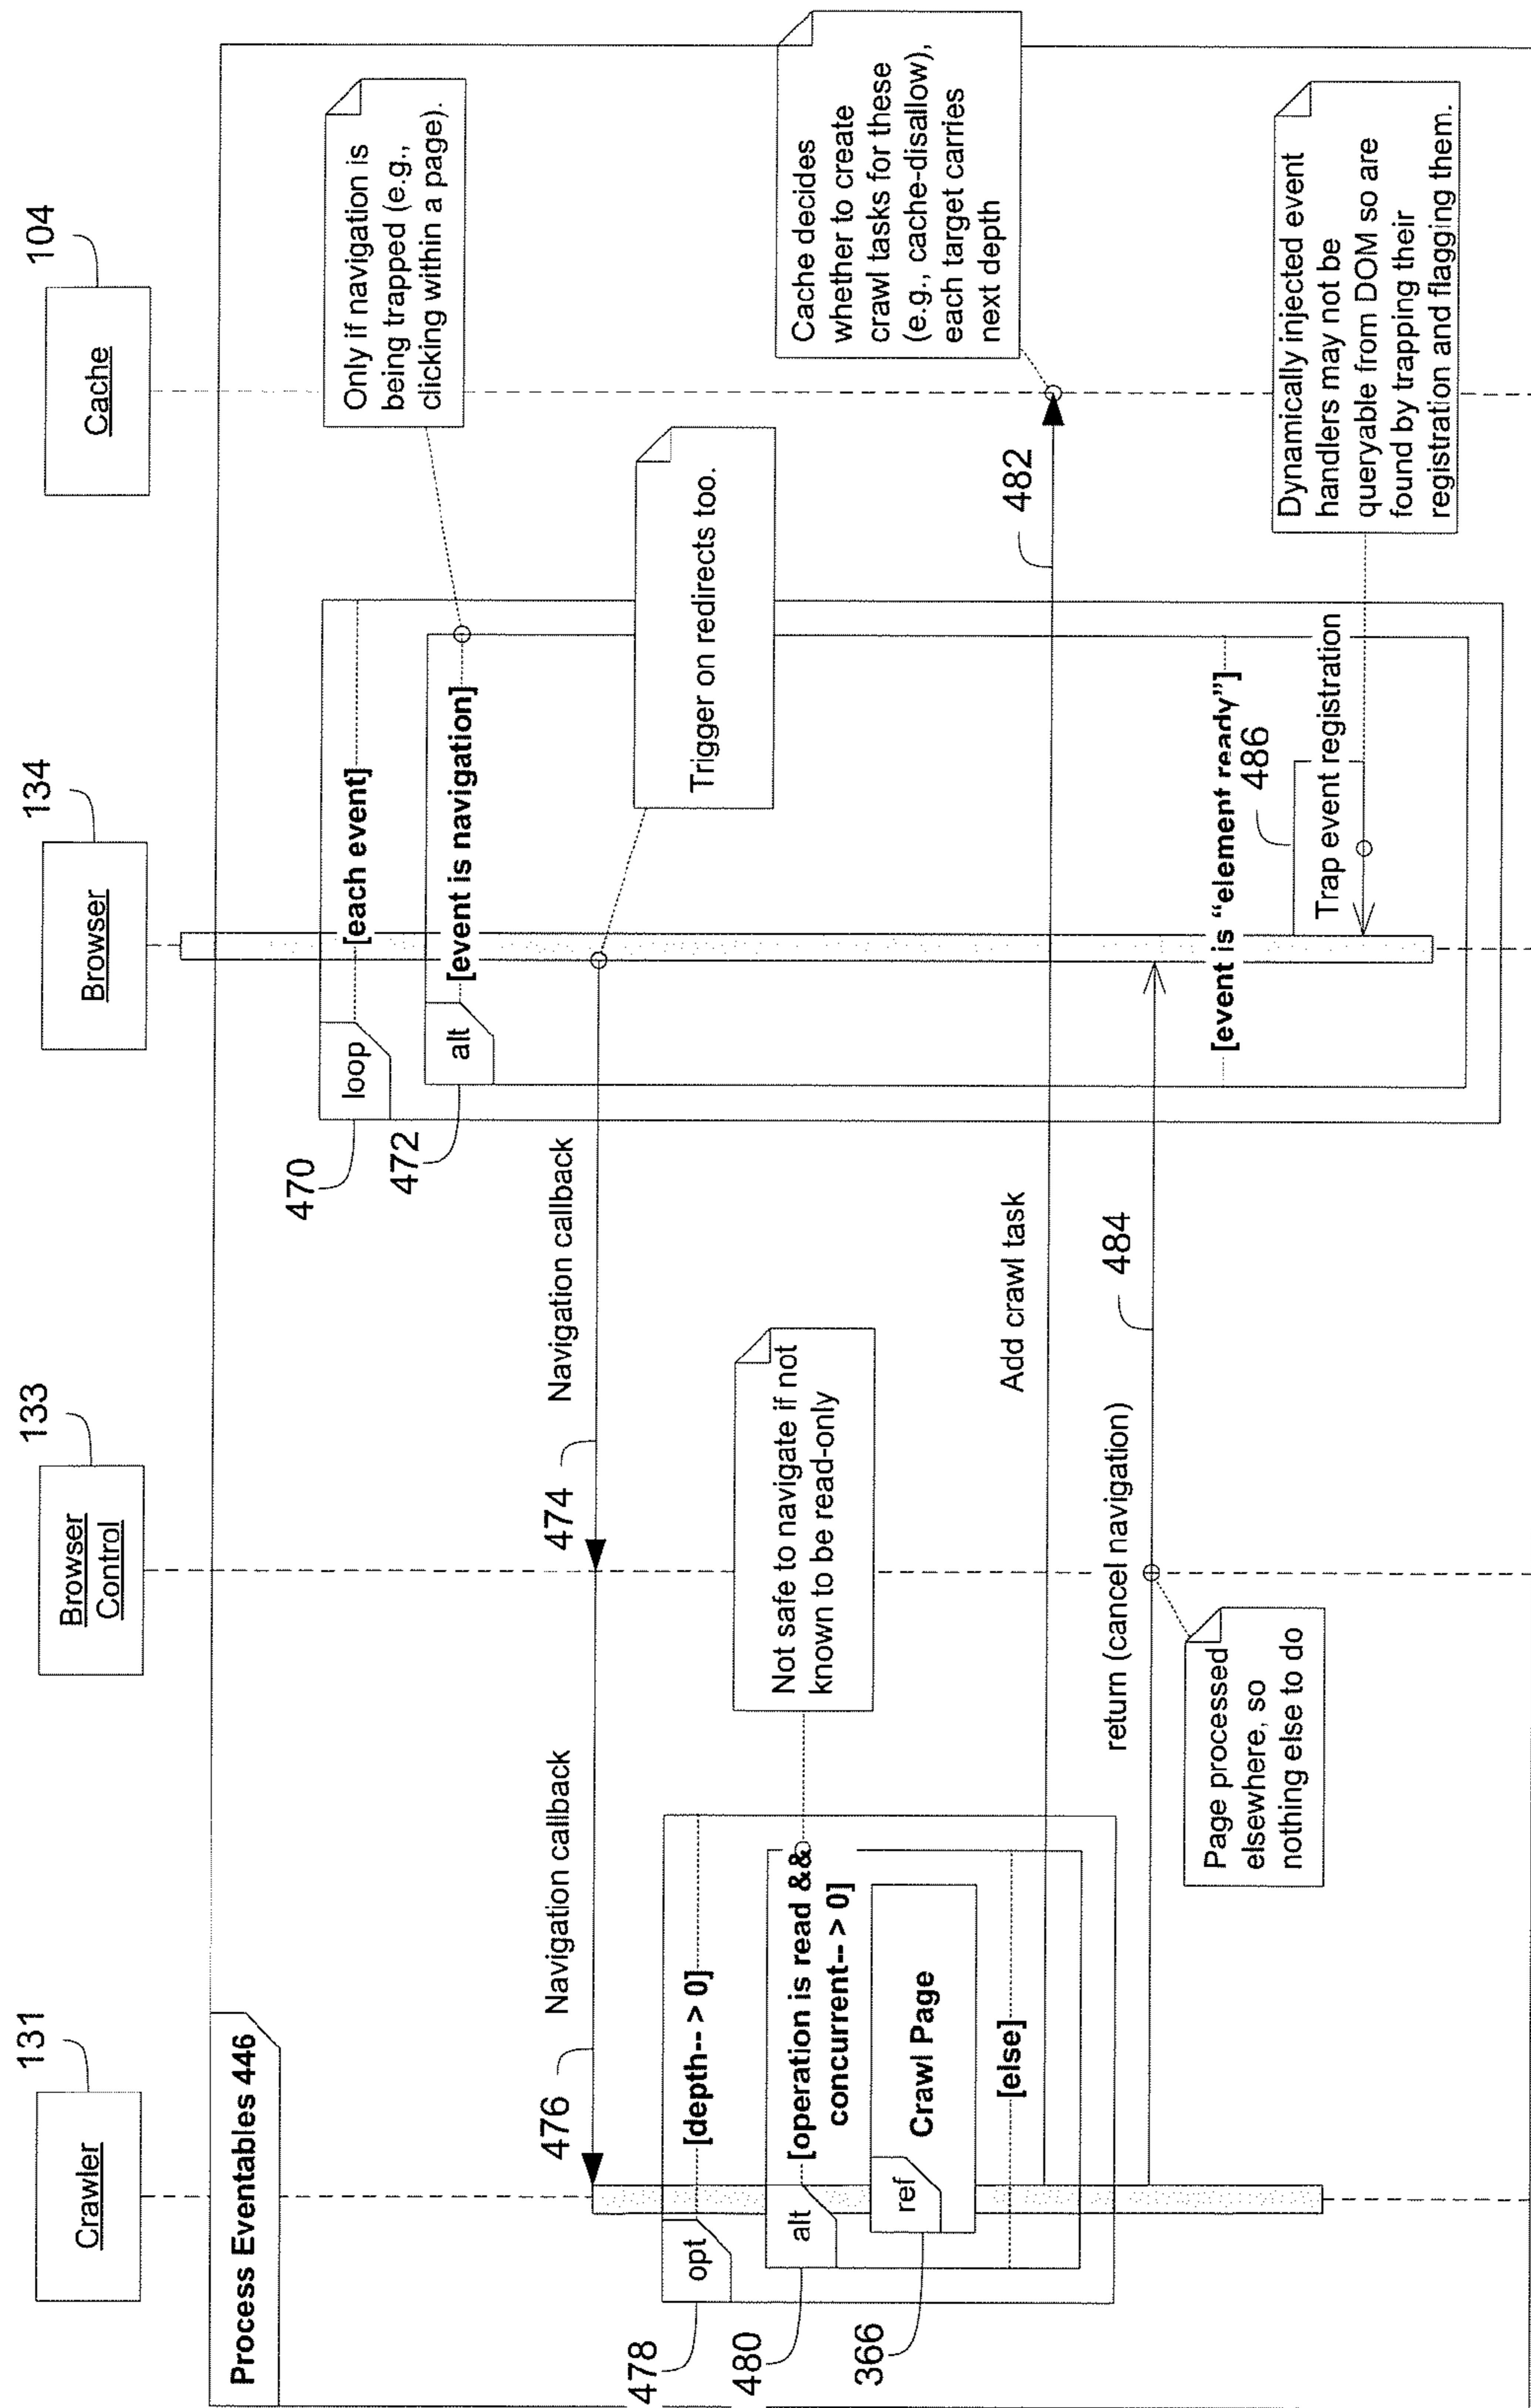 131
133
134
104
Crawler
Browser
Control
Browser
Cache
Process Eventables 446
470
loop
[each event]
Only if navigation is
being trapped (e.g.,
clicking within a page).
472
alt
[event is navigation]
476
Navigation callback
474
Navigation callback
Trigger on redirects too.
478
opt
[depth-- > 0]
480
alt
[operation is read &&
concurrent-- > 0]
Not safe to navigate if not
known to be read-only
366
ref
Crawl Page
Cache decides
whether to create
crawl tasks for these
(e.g., cache-disallow),
each target carries
next depth
[else]
Add crawl task
482
return (cancel navigation)
484
Page processed
elsewhere, so
nothing else to do
[event is “element ready”]
486
Trap event registration
Dynamically injected event
handlers may not be
queryable from DOM so are
found by trapping their
registration and flagging them.